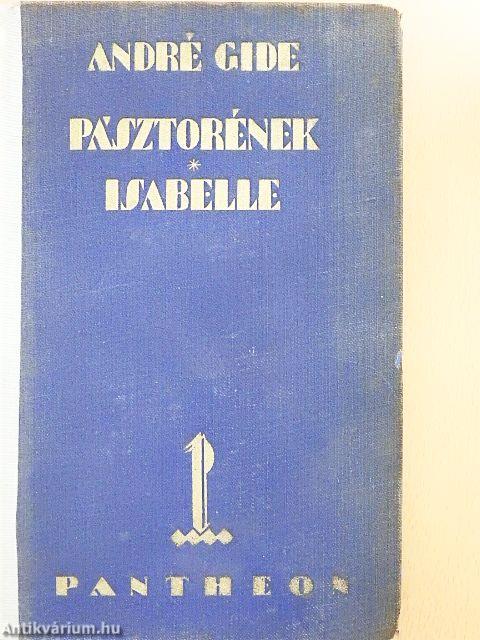 ANDRÉ GIDE
PÁSZTORÉNEK
*
ISABELLE
P
PANTHEON
Antikvárium.hu